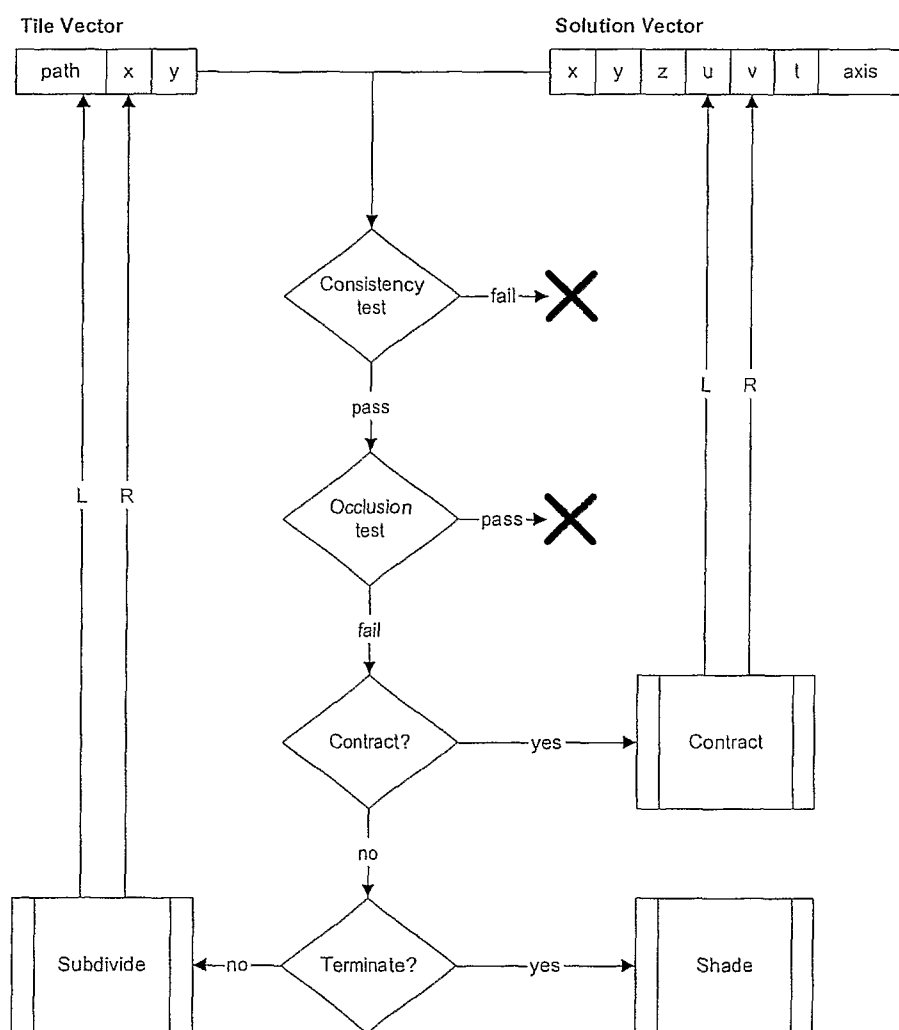 Tile Vector
Solution Vector
path x y
x y z u v t axis
Consistency
test
fail
pass
L R
Occlusion
test
pass
L R
fail
Contract?
yes
Contract
no
Subdivide
no
Terminate?
yes
Shade